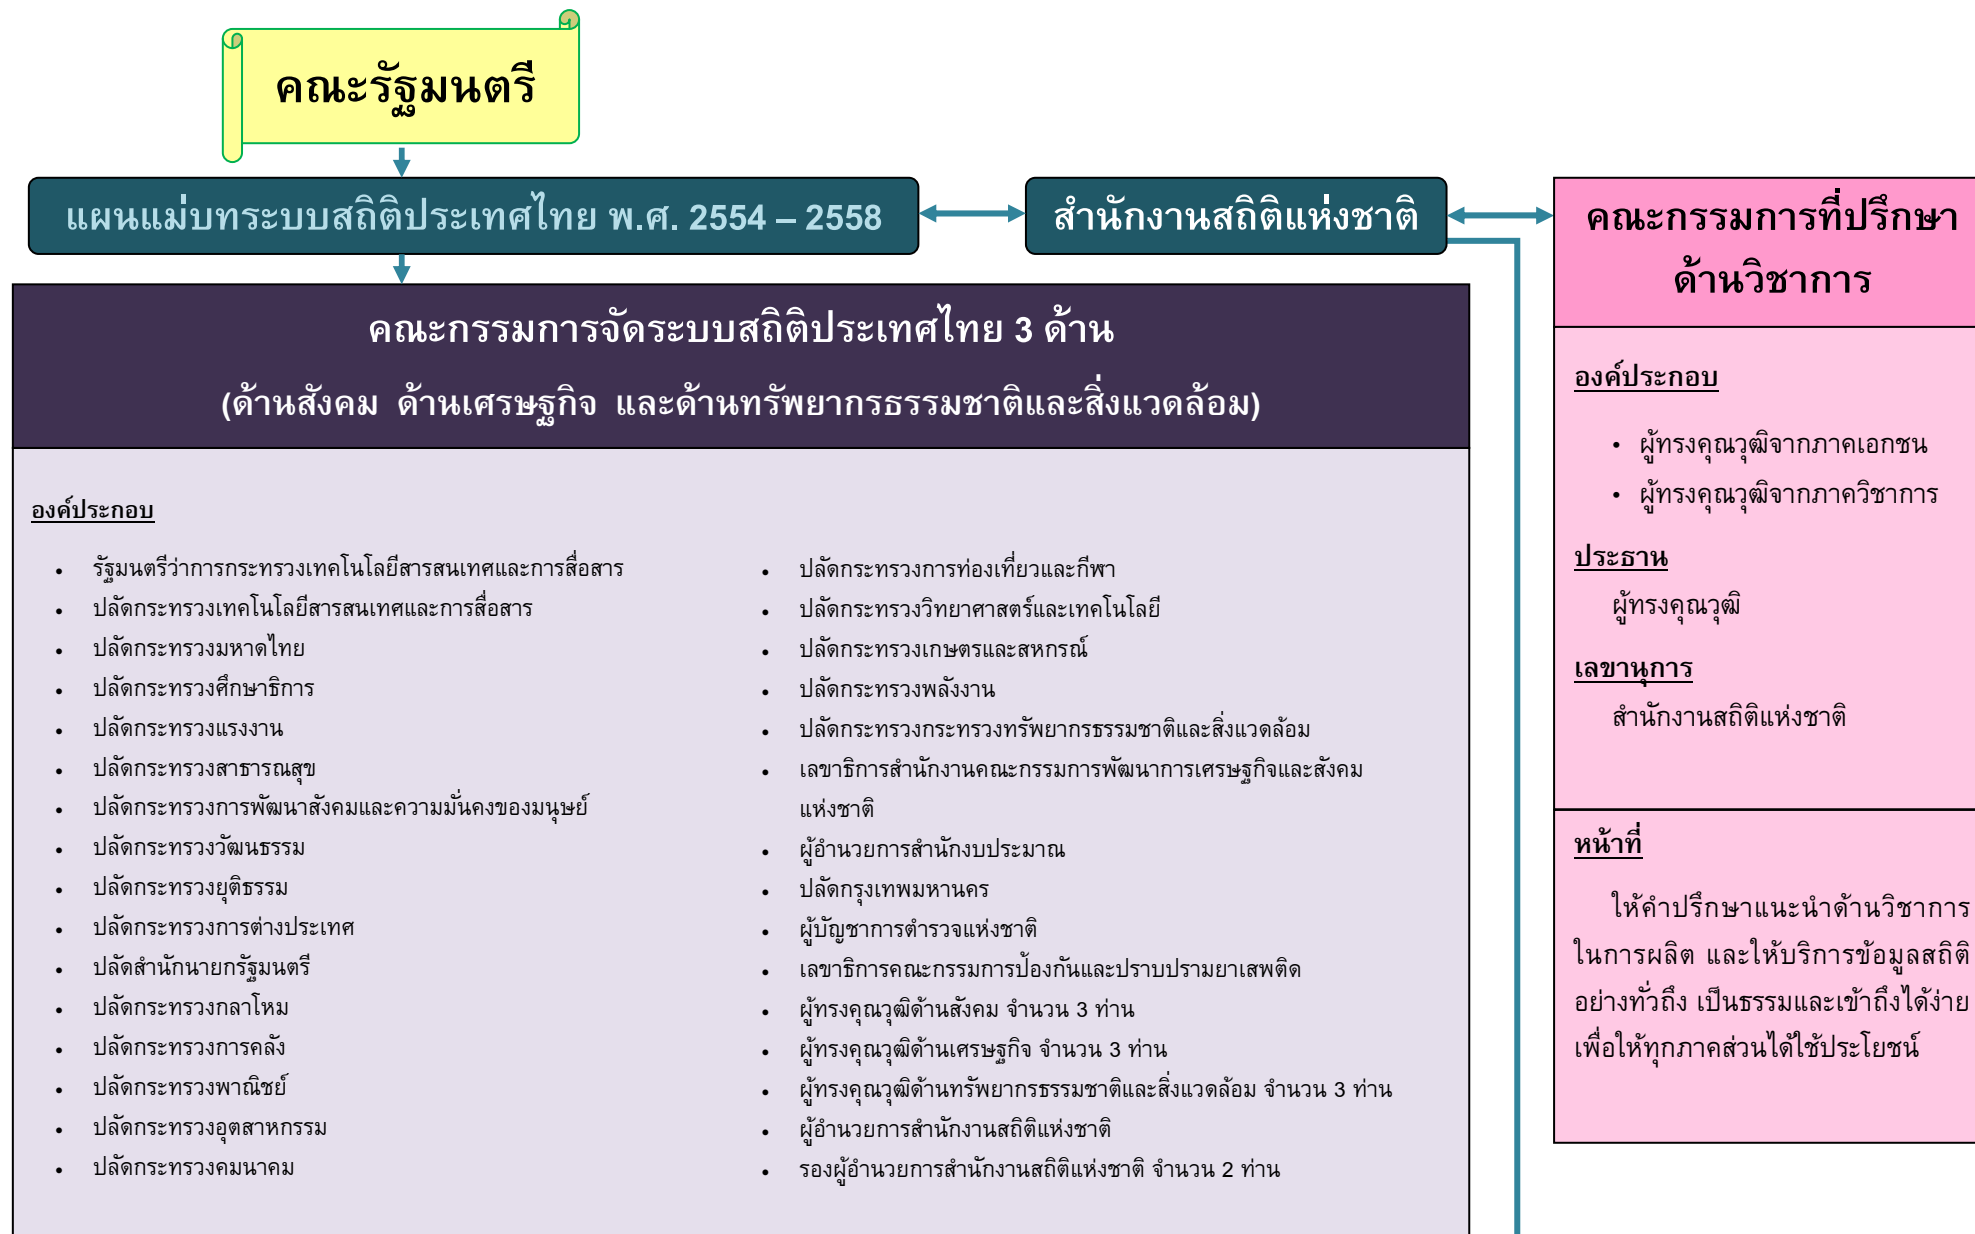 คณะรัฐมนตรี
แผนแม่บทระบบสถิติประเทศไทย พ.ศ. 2554 – 2558
สำนักงานสถิติแห่งชาติ
คณะกรรมการที่ปรึกษา
ด้านวิชาการ
คณะกรรมการจัดระบบสถิติประเทศไทย 3 ด้าน
(ด้านสังคม ด้านเศรษฐกิจ และด้านทรัพยากรธรรมชาติและสิ่งแวดล้อม)
องค์ประกอบ
• รัฐมนตรีว่าการกระทรวงเทคโนโลยีสารสนเทศและการสื่อสาร
• ปลัดกระทรวงเทคโนโลยีสารสนเทศและการสื่อสาร
• ปลัดกระทรวงมหาดไทย
• ปลัดกระทรวงศึกษาธิการ
• ปลัดกระทรวงแรงงาน
• ปลัดกระทรวงสาธารณสุข
• ปลัดกระทรวงการพัฒนาสังคมและความมั่นคงของมนุษย์
• ปลัดกระทรวงวัฒนธรรม
• ปลัดกระทรวงยุติธรรม
• ปลัดกระทรวงการต่างประเทศ
• ปลัดสำนักนายกรัฐมนตรี
• ปลัดกระทรวงกลาโหม
• ปลัดกระทรวงการคลัง
• ปลัดกระทรวงพาณิชย์
• ปลัดกระทรวงอุตสาหกรรม
• ปลัดกระทรวงคมนาคม
• ปลัดกระทรวงการท่องเที่ยวและกีฬา
• ปลัดกระทรวงวิทยาศาสตร์และเทคโนโลยี
• ปลัดกระทรวงเกษตรและสหกรณ์
• ปลัดกระทรวงพลังงาน
• ปลัดกระทรวงกระทรวงทรัพยากรธรรมชาติและสิ่งแวดล้อม
• เลขาธิการสำนักงานคณะกรรมการพัฒนาการเศรษฐกิจและสังคม
แห่งชาติ
• ผู้อำนวยการสำนักงบประมาณ
• ปลัดกรุงเทพมหานคร
• ผู้บัญชาการตำรวจแห่งชาติ
• เลขาธิการคณะกรรมการป้องกันและปราบปรามยาเสพติด
• ผู้ทรงคุณวุฒิด้านสังคม จำนวน 3 ท่าน
• ผู้ทรงคุณวุฒิด้านเศรษฐกิจ จำนวน 3 ท่าน
• ผู้ทรงคุณวุฒิด้านทรัพยากรธรรมชาติและสิ่งแวดล้อม จำนวน 3 ท่าน
• ผู้อำนวยการสำนักงานสถิติแห่งชาติ
• รองผู้อำนวยการสำนักงานสถิติแห่งชาติ จำนวน 2 ท่าน
องค์ประกอบ
• ผู้ทรงคุณวุฒิจากภาคเอกชน
• ผู้ทรงคุณวุฒิจากภาควิชาการ
ประธาน
ผู้ทรงคุณวุฒิ
เลขานุการ
สำนักงานสถิติแห่งชาติ
หน้าที่
ให้คำปรึกษาแนะนำด้านวิชาการ
ในการผลิต และให้บริการข้อมูลสถิติ
อย่างทั่วถึง เป็นธรรมและเข้าถึงได้ง่าย
เพื่อให้ทุกภาคส่วนได้ใช้ประโยชน์